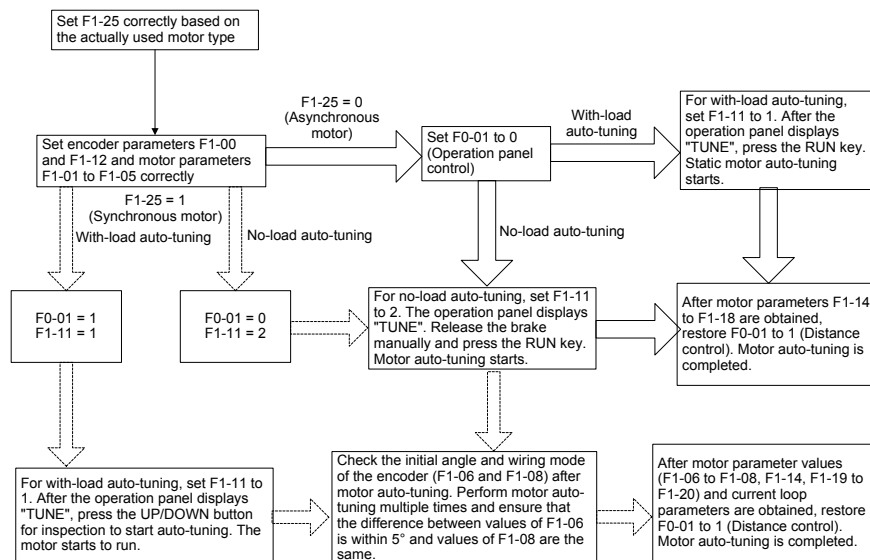 Set F1-25 correctly based on
the actually used motor type
F1-25 = 0
(Asynchronous
motor)
With-load
auto-tuning
For with-load auto-tuning,
set F1-11 to 1. After the
operation panel displays
"TUNE", press the RUN key.
Static motor auto-tuning
starts.
Set encoder parameters F1-00
and F1-12 and motor parameters
F1-01 to F1-05 correctly
Set F0-01 to 0
(Operation panel
control)
F1-25 = 1
(Synchronous motor)
With-load auto-tuning
No-load auto-tuning
No-load auto-tuning
F0-01 = 1
F1-11 = 1
F0-01 = 0
F1-11 = 2
For no-load auto-tuning, set F1-11
to 2. The operation panel displays
"TUNE". Release the brake
manually and press the RUN key.
Motor auto-tuning starts.
After motor parameters F1-14
to F1-18 are obtained,
restore F0-01 to 1 (Distance
control). Motor auto-tuning is
completed.
For with-load auto-tuning, set F1-11 to
1. After the operation panel displays
"TUNE", press the UP/DOWN button
for inspection to start auto-tuning. The
motor starts to run.
Check the initial angle and wiring mode
of the encoder (F1-06 and F1-08) after
motor auto-tuning. Perform motor auto-
tuning multiple times and ensure that
the difference between values of F1-06
is within 5° and values of F1-08 are the
same.
After motor parameter values
(F1-06 to F1-08, F1-14, F1-19 to
F1-20) and current loop
parameters are obtained, restore
F0-01 to 1 (Distance control).
Motor auto-tuning is completed.